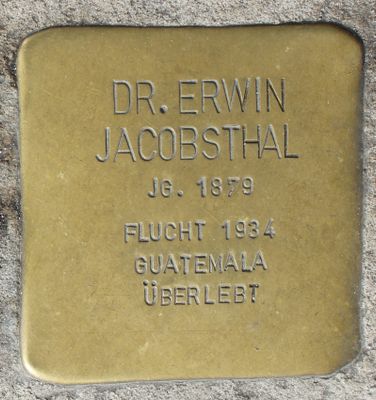 DR. ERWIN
JACOBSTHAL
JG. 1879
FLUCHT 1934
GUATEMALA
ÜBERLEBT